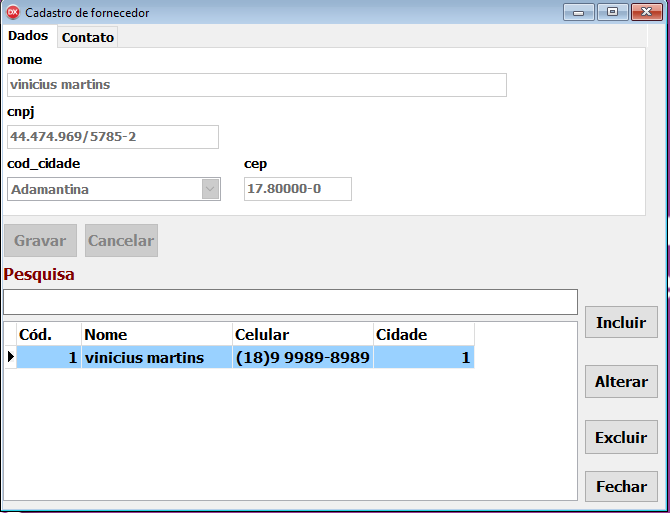 DX Cadastro de fornecedor
Dados Contato
nome
vinicius martins
cnpj
44.474.969/5785-2
cod_cidade cep
Adamantina 17.80000-0
Gravar Cancelar
Pesquisa
Incluir
Cód. Nome Celular Cidade
1 vinicius martins (18)9 9989-8989 1
Alterar
Excluir
Fechar